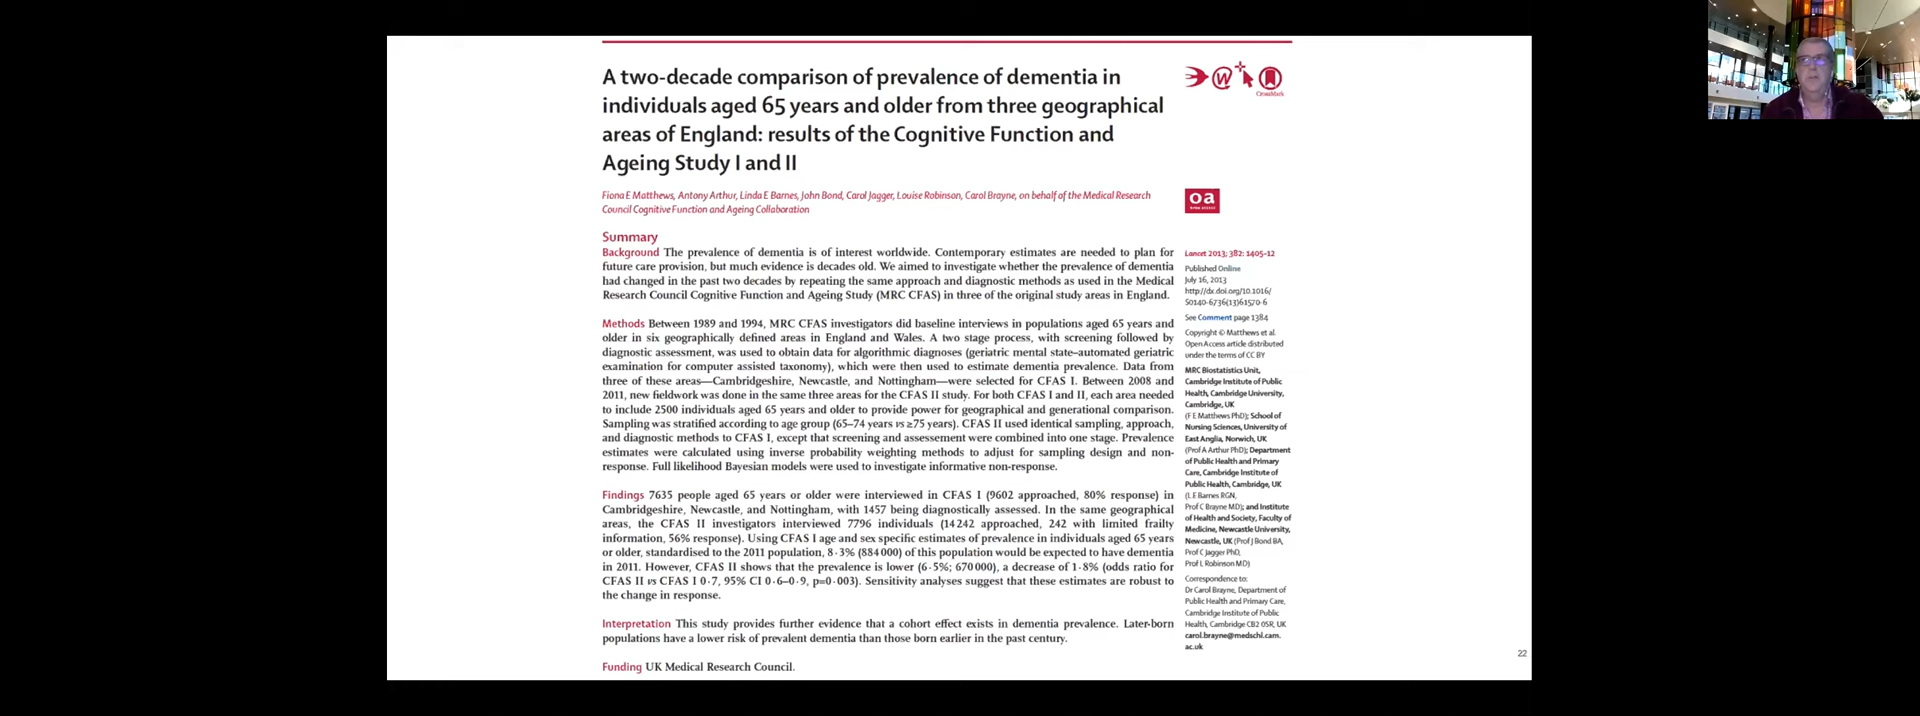 A two-decade comparison of prevalence of dementia in
individuals aged 65 years and older from three geographical
areas of England: results of the Cognitive Function and
Ageing Study I and II
CrossMark
Fiona E Matthews, Antony Arthur, Linda E Barnes, John Bond, Carol Jagger, Louise Robinson, Carol Brayne, on behalf of the Medical Research
Council Cognitive Function and Ageing Collaboration
oa
OPEN ACCESS
Summary
Background The prevalence of dementia is of interest worldwide. Contemporary estimates are needed to plan for
future care provision, but much evidence is decades old. We aimed to investigate whether the prevalence of dementia
had changed in the past two decades by repeating the same approach and diagnostic methods as used in the Medical
Research Council Cognitive Function and Ageing Study (MRC CFAS) in three of the original study areas in England.
Methods Between 1989 and 1994, MRC CFAS investigators did baseline interviews in populations aged 65 years and
older in six geographically defined areas in England and Wales. A two stage process, with screening followed by
diagnostic assessment, was used to obtain data for algorithmic diagnoses (geriatric mental state–automated geriatric
examination for computer assisted taxonomy), which were then used to estimate dementia prevalence. Data from
three of these areas—Cambridgeshire, Newcastle, and Nottingham—were selected for CFAS I. Between 2008 and
2011, new fieldwork was done in the same three areas for the CFAS II study. For both CFAS I and II, each area needed
to include 2500 individuals aged 65 years and older to provide power for geographical and generational comparison.
Sampling was stratified according to age group (65–74 years vs ≥75 years). CFAS II used identical sampling, approach,
and diagnostic methods to CFAS I, except that screening and assessement were combined into one stage. Prevalence
estimates were calculated using inverse probability weighting methods to adjust for sampling design and non-
response. Full likelihood Bayesian models were used to investigate informative non-response.
Findings 7635 people aged 65 years or older were interviewed in CFAS I (9602 approached, 80% response) in
Cambridgeshire, Newcastle, and Nottingham, with 1457 being diagnostically assessed. In the same geographical
areas, the CFAS II investigators interviewed 7796 individuals (14 242 approached, 242 with limited frailty
information, 56% response). Using CFAS I age and sex specific estimates of prevalence in individuals aged 65 years
or older, standardised to the 2011 population, 8·3% (884 000) of this population would be expected to have dementia
in 2011. However, CFAS II shows that the prevalence is lower (6·5%; 670 000), a decrease of 1·8% (odds ratio for
CFAS II vs CFAS I 0·7, 95% CI 0·6–0·9, p=0·003). Sensitivity analyses suggest that these estimates are robust to
the change in response.
Interpretation This study provides further evidence that a cohort effect exists in dementia prevalence. Later-born
populations have a lower risk of prevalent dementia than those born earlier in the past century.
Funding UK Medical Research Council.
Lancet 2013; 382: 1405–12
Published Online
July 16, 2013
http://dx.doi.org/10.1016/
S0140-6736(13)61570-6
See Comment page 1384
Copyright © Matthews et al.
Open Access article distributed
under the terms of CC BY
MRC Biostatistics Unit,
Cambridge Institute of Public
Health, Cambridge University,
Cambridge, UK
(F E Matthews PhD); School of
Nursing Sciences, University of
East Anglia, Norwich, UK
(Prof A Arthur PhD); Department
of Public Health and Primary
Care, Cambridge Institute of
Public Health, Cambridge, UK
(L E Barnes RGN,
Prof C Brayne MD); and Institute
of Health and Society, Faculty of
Medicine, Newcastle University,
Newcastle, UK (Prof J Bond BA,
Prof C Jagger PhD,
Prof L Robinson MD)
Correspondence to:
Dr Carol Brayne, Department of
Public Health and Primary Care,
Cambridge Institute of Public
Health, Cambridge CB2 0SR, UK
carol.brayne@medschl.cam.
ac.uk
22